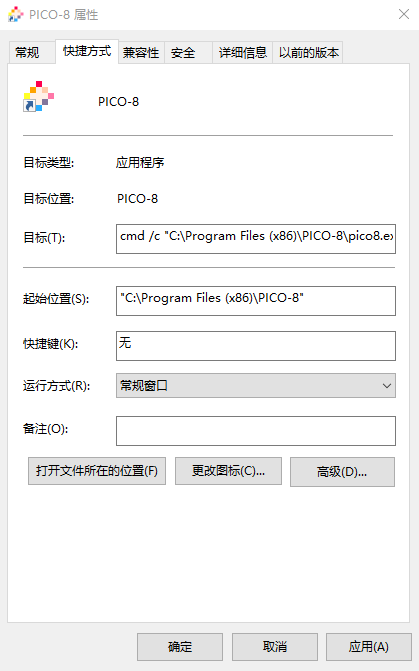 PICO-8 属性
常规 快捷方式 兼容性 安全 详细信息 以前的版本
PICO-8
目标类型: 应用程序
目标位置: PICO-8
目标(T): cmd /c "C:\Program Files (x86)\PICO-8\pico8.ex
起始位置(S): "C:\Program Files (x86)\PICO-8"
快捷键(K): 无
运行方式(R): 常规窗口
备注(O):
打开文件所在的位置(F) 更改图标(C)... 高级(D)...
确定 取消 应用(A)